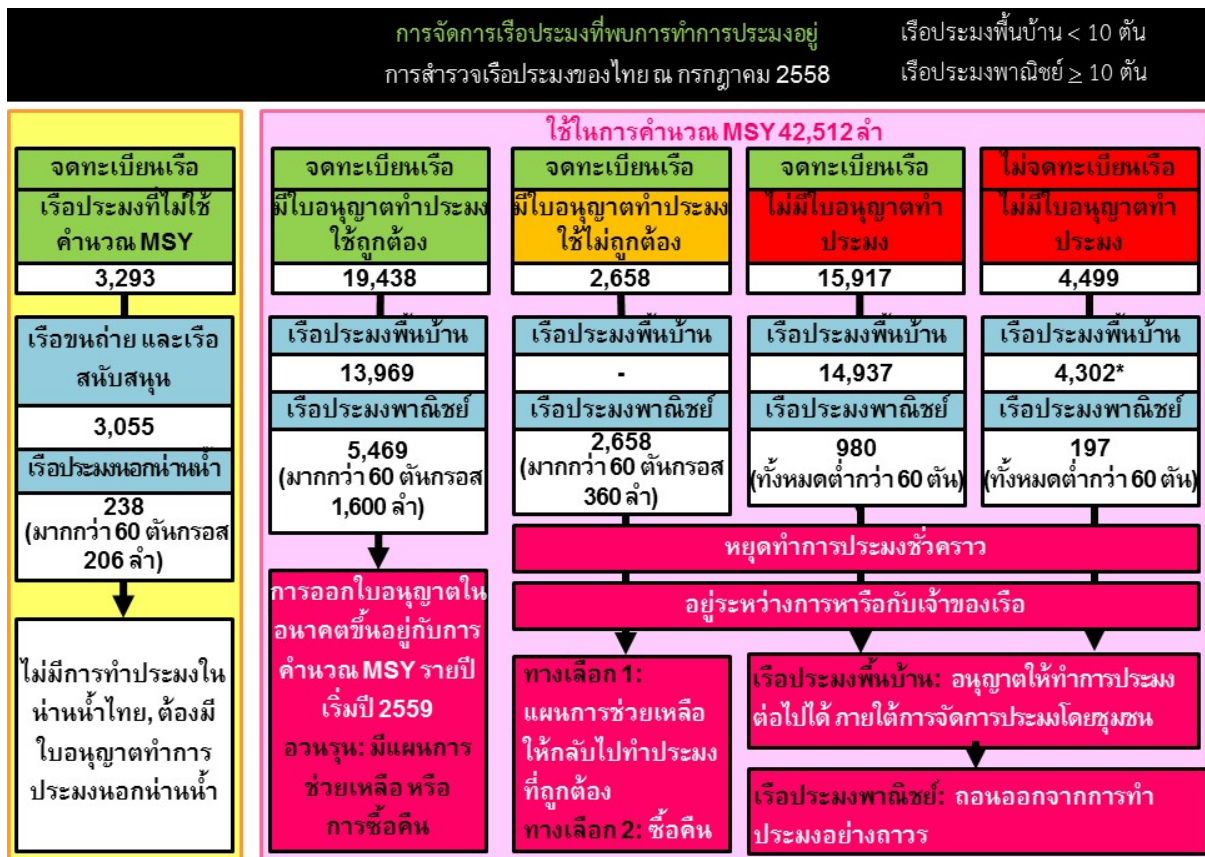 การจัดการเรือประมงที่พบการทำการประมงอยู่
การสำรวจเรือประมงของไทย ณ กรกฎาคม 2558
เรือประมงพื้นบ้าน < 10 ตัน
เรือประมงพาณิชย์ ≥ 10 ตัน
จดทะเบียนเรือ
เรือประมงที่ไม่ใช้
คำนวณ MSY
3,293
เรือขนถ่าย และเรือ
สนับสนุน
3,055
เรือประมงนอกน่านน้ำ
238
(มากกว่า 60 ตันกรอส
206 ลำ)
ไม่มีการทำประมงใน
น่านน้ำไทย, ต้องมี
ใบอนุญาตทำการ
ประมงนอกน่านน้ำ
ใช้ในการคำนวณ MSY 42,512 ลำ
จดทะเบียนเรือ
มีใบอนุญาตทำประมง
ใช้ถูกต้อง
19,438
เรือประมงพื้นบ้าน
13,969
เรือประมงพาณิชย์
5,469
(มากกว่า 60 ตันกรอส
1,600 ลำ)
การออกใบอนุญาตใน
อนาคตขึ้นอยู่กับการ
คำนวณ MSY รายปี
เริ่มปี 2559
อวนรุน: มีแผนการ
ช่วยเหลือ หรือ
การซื้อคืน
จดทะเบียนเรือ
มีใบอนุญาตทำประมง
ใช้ไม่ถูกต้อง
2,658
เรือประมงพื้นบ้าน
-
เรือประมงพาณิชย์
2,658
(มากกว่า 60 ตันกรอส
360 ลำ)
จดทะเบียนเรือ
ไม่มีใบอนุญาตทำ
ประมง
15,917
เรือประมงพื้นบ้าน
14,937
เรือประมงพาณิชย์
980
(ทั้งหมดต่ำกว่า 60 ตัน)
ไม่จดทะเบียนเรือ
ไม่มีใบอนุญาตทำ
ประมง
4,499
เรือประมงพื้นบ้าน
4,302*
เรือประมงพาณิชย์
197
(ทั้งหมดต่ำกว่า 60 ตัน)
หยุดทำการประมงชั่วคราว
อยู่ระหว่างการหารือกับเจ้าของเรือ
ทางเลือก 1:
แผนการช่วยเหลือ
ให้กลับไปทำประมง
ที่ถูกต้อง
ทางเลือก 2: ซื้อคืน
เรือประมงพื้นบ้าน: อนุญาตให้ทำการประมง
ต่อไปได้ ภายใต้การจัดการประมงโดยชุมชน
เรือประมงพาณิชย์: ถอนออกจากการทำ
ประมงอย่างถาวร